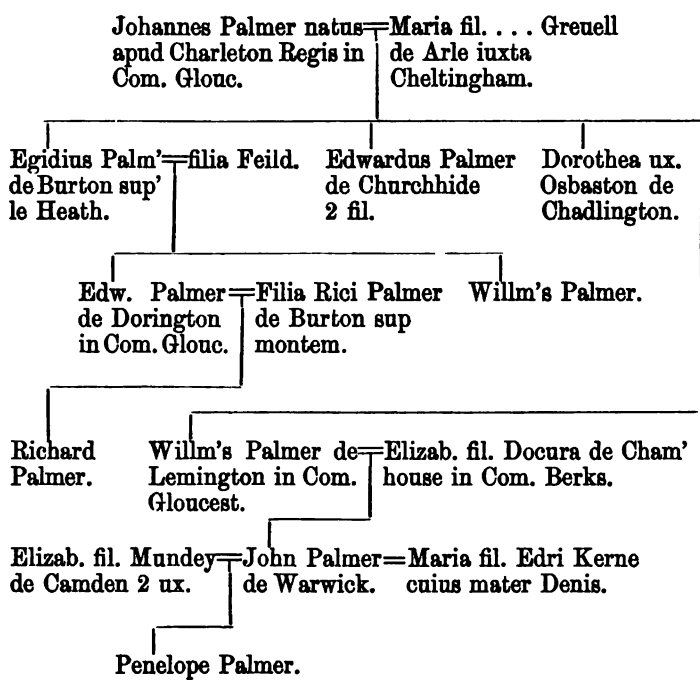 Johannes Palmer natus=Maria fil. . . . Greuell
apud Charleton Regis in de Arle iuxta
Com. Glouc. Cheltingham.
Egidius Palm'=filia Feild. Edwardus Palmer Dorothea ux.
de Burton sup' de Churchhide Osbaston de
le Heath. 2 fil. Chadlington.
Edw. Palmer=Filia Rici Palmer Willm's Palmer.
de Dorington de Burton sup
in Com. Glouc. montem.
Richard Willm's Palmer de=Elizab. fil. Docura de Cham'
Palmer. Lemington in Com. house in Com. Berks.
Gloucest.
Elizab. fil. Mundey=John Palmer=Maria fil. Edri Kerne
de Camden 2 ux. de Warwick. cuius mater Denis.
Penelope Palmer.